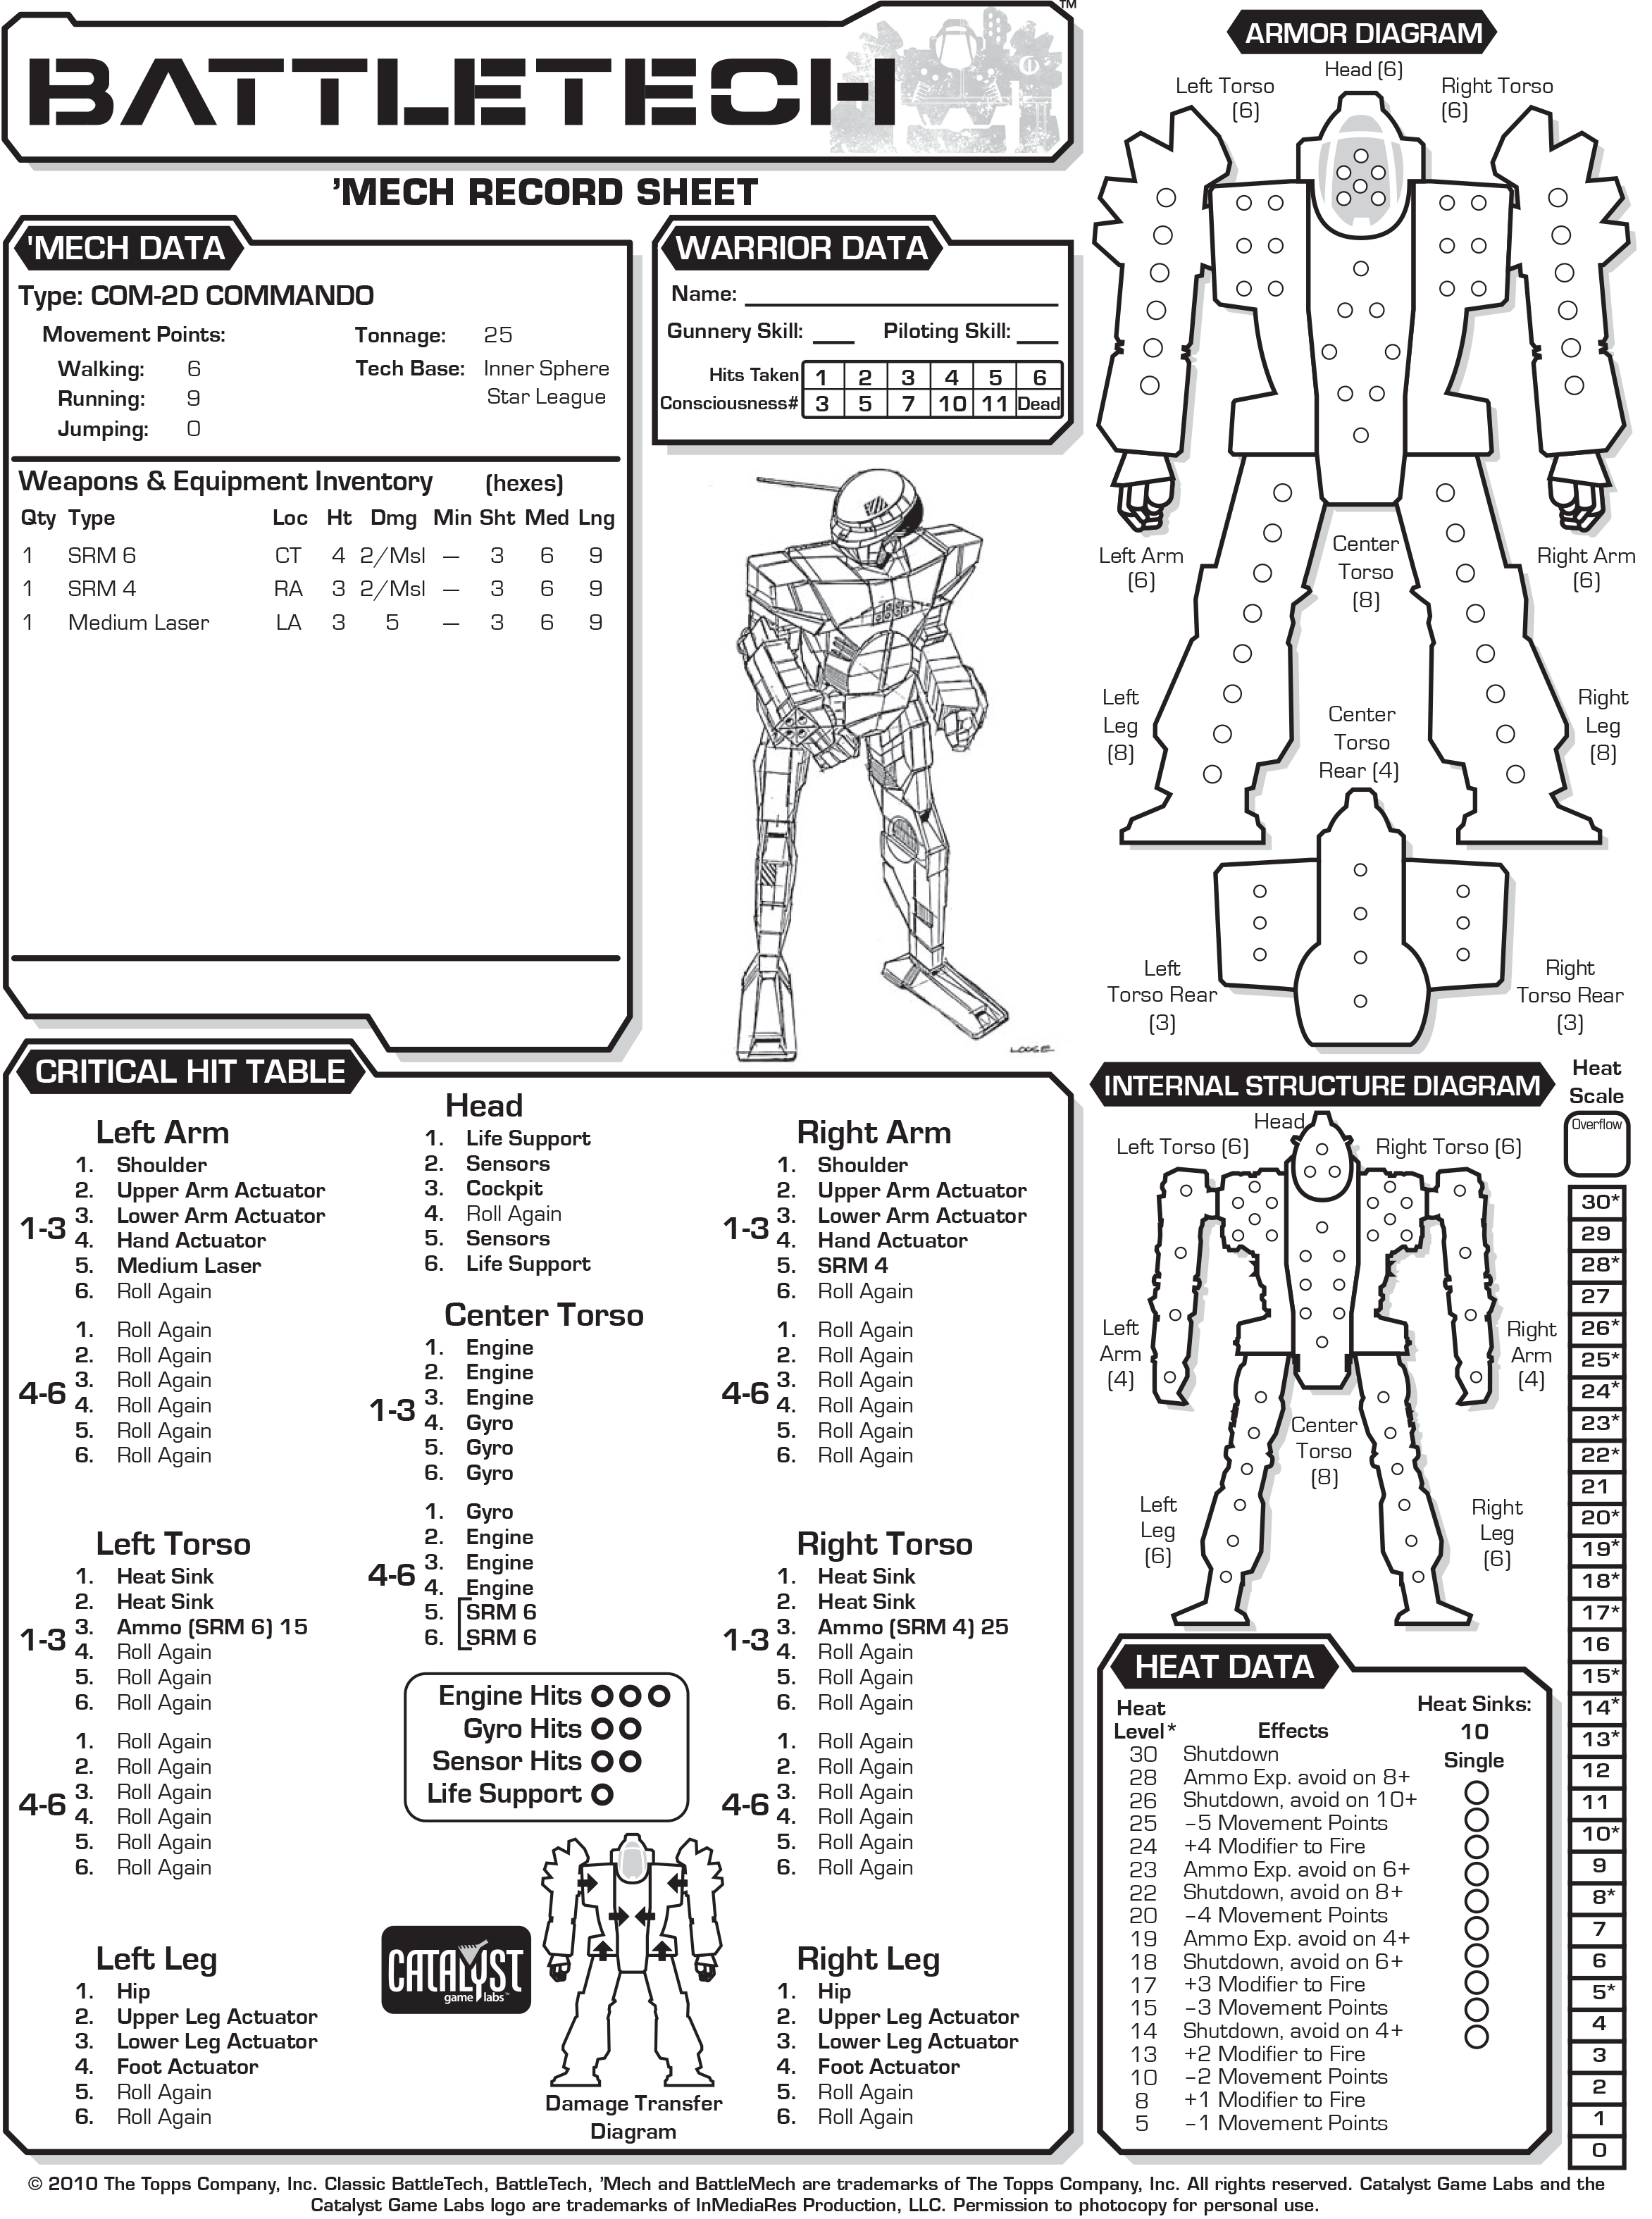 BATTLETECH
TM
'MECH RECORD SHEET
'MECH DATA
Type: COM-2D COMMANDO
Movement Points:
Walking: 6
Running: 9
Jumping: 0
Tonnage: 25
Tech Base: Inner Sphere
Star League
Weapons & Equipment Inventory (hexes)
Qty Type Loc Ht Dmg Min Sht Med Lng
1 SRM 6 CT 4 2/Msl — 3 6 9
1 SRM 4 RA 3 2/Msl — 3 6 9
1 Medium Laser LA 3 5 — 3 6 9
WARRIOR DATA
Name:
Gunnery Skill: Piloting Skill:
Hits Taken 1 2 3 4 5 6
Consciousness# 3 5 7 10 11 Dead
LOOSE
ARMOR DIAGRAM
Head (6)
Left Torso
(6)
Right Torso
(6)
Left Arm
(6)
Center
Torso
(8)
Right Arm
(6)
Left
Leg
(8)
Center
Torso
Rear (4)
Right
Leg
(8)
Left
Torso Rear
(3)
Right
Torso Rear
(3)
CRITICAL HIT TABLE
Left Arm
1-3
1. Shoulder
2. Upper Arm Actuator
3. Lower Arm Actuator
4. Hand Actuator
5. Medium Laser
6. Roll Again
4-6
1. Roll Again
2. Roll Again
3. Roll Again
4. Roll Again
5. Roll Again
6. Roll Again
Left Torso
1-3
1. Heat Sink
2. Heat Sink
3. Ammo (SRM 6) 15
4. Roll Again
5. Roll Again
6. Roll Again
4-6
1. Roll Again
2. Roll Again
3. Roll Again
4. Roll Again
5. Roll Again
6. Roll Again
Left Leg
1. Hip
2. Upper Leg Actuator
3. Lower Leg Actuator
4. Foot Actuator
5. Roll Again
6. Roll Again
Head
1. Life Support
2. Sensors
3. Cockpit
4. Roll Again
5. Sensors
6. Life Support
Center Torso
1-3
1. Engine
2. Engine
3. Engine
4. Gyro
5. Gyro
6. Gyro
4-6
1. Gyro
2. Engine
3. Engine
4. Engine
5. SRM 6
6. SRM 6
Engine Hits
Gyro Hits
Sensor Hits
Life Support
CATALYST
game labs™
Damage Transfer
Diagram
Right Arm
1-3
1. Shoulder
2. Upper Arm Actuator
3. Lower Arm Actuator
4. Hand Actuator
5. SRM 4
6. Roll Again
4-6
1. Roll Again
2. Roll Again
3. Roll Again
4. Roll Again
5. Roll Again
6. Roll Again
Right Torso
1-3
1. Heat Sink
2. Heat Sink
3. Ammo (SRM 4) 25
4. Roll Again
5. Roll Again
6. Roll Again
4-6
1. Roll Again
2. Roll Again
3. Roll Again
4. Roll Again
5. Roll Again
6. Roll Again
Right Leg
1. Hip
2. Upper Leg Actuator
3. Lower Leg Actuator
4. Foot Actuator
5. Roll Again
6. Roll Again
INTERNAL STRUCTURE DIAGRAM
Head
Left Torso (6)
Right Torso (6)
Left
Arm
(4)
Right
Arm
(4)
Center
Torso
(8)
Left
Leg
(6)
Right
Leg
(6)
HEAT DATA
Heat
Level* Effects
30 Shutdown
28 Ammo Exp. avoid on 8+
26 Shutdown, avoid on 10+
25 –5 Movement Points
24 +4 Modifier to Fire
23 Ammo Exp. avoid on 6+
22 Shutdown, avoid on 8+
20 –4 Movement Points
19 Ammo Exp. avoid on 4+
18 Shutdown, avoid on 6+
17 +3 Modifier to Fire
15 –3 Movement Points
14 Shutdown, avoid on 4+
13 +2 Modifier to Fire
10 –2 Movement Points
8 +1 Modifier to Fire
5 –1 Movement Points
Heat Sinks:
10
Single
Heat
Scale
Overflow
30*
29
28*
27
26*
25*
24*
23*
22*
21
20*
19*
18*
17*
16
15*
14*
13*
12
11
10*
9
8*
7
6
5*
4
3
2
1
0
© 2010 The Topps Company, Inc. Classic BattleTech, BattleTech, 'Mech and BattleMech are trademarks of The Topps Company, Inc. All rights reserved. Catalyst Game Labs and the
Catalyst Game Labs logo are trademarks of InMediaRes Production, LLC. Permission to photocopy for personal use.